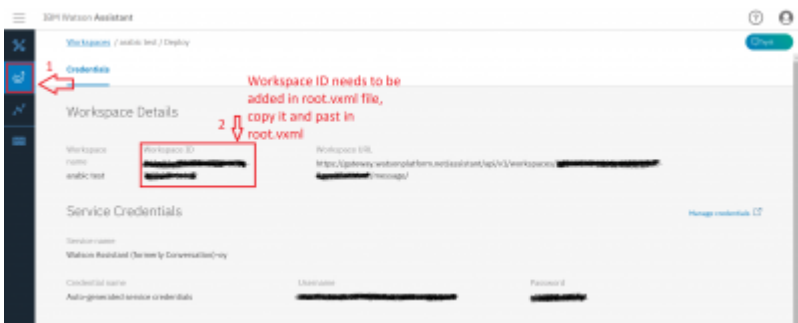 IBM Watson Assistant
Workspaces / arabic test / Deploy
Credentials
1
Workspace ID needs to be
added in root.vxml file,
copy it and past in
root.vxml
2
Workspace Details
Workspace name
Workspace ID
Workspace URL
arabic test
https://gateway.watsonplatform.net/assistant/api/v1/workspaces/
/message/
Service Credentials
Manage credentials
Service name
Watson Assistant (formerly Conversation)-oy
Credential name
Username
Password
Auto-generated service credentials